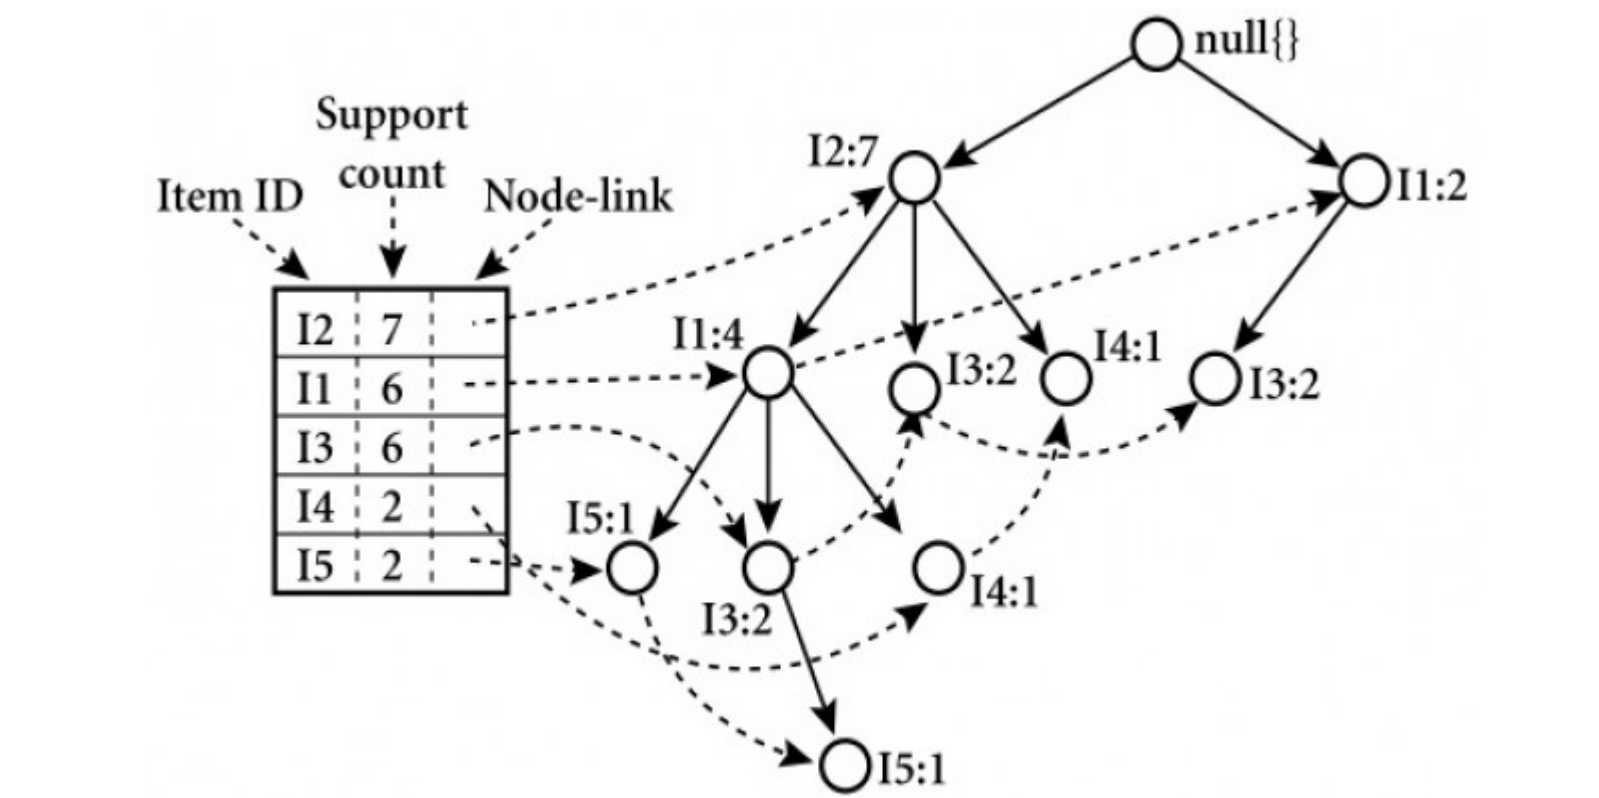 null{}
Support
count
Item ID
Node-link
I2:7
I1:2
I2 7
I1 6
I3 6
I4 2
I5 2
I1:4
I3:2
I4:1
I3:2
I5:1
I3:2
I4:1
I5:1